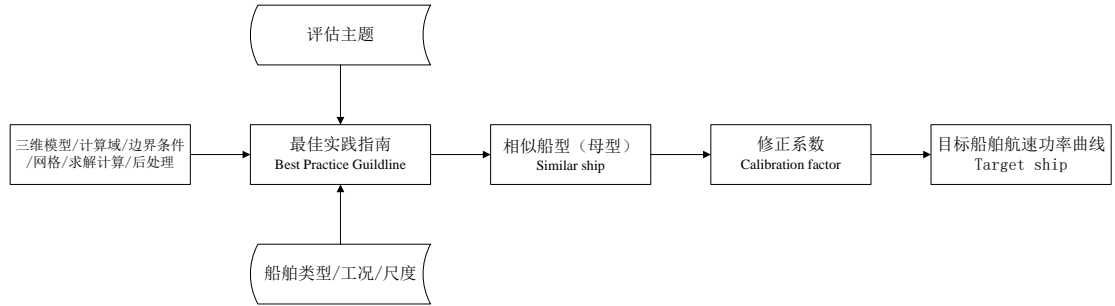 评估主题
三维模型/计算域/边界条件
/网格/求解计算/后处理
最佳实践指南
Best Practice Guildline
相似船型（母型）
Similar ship
修正系数
Calibration factor
目标船舶航速功率曲线
Target ship
船舶类型/工况/尺度